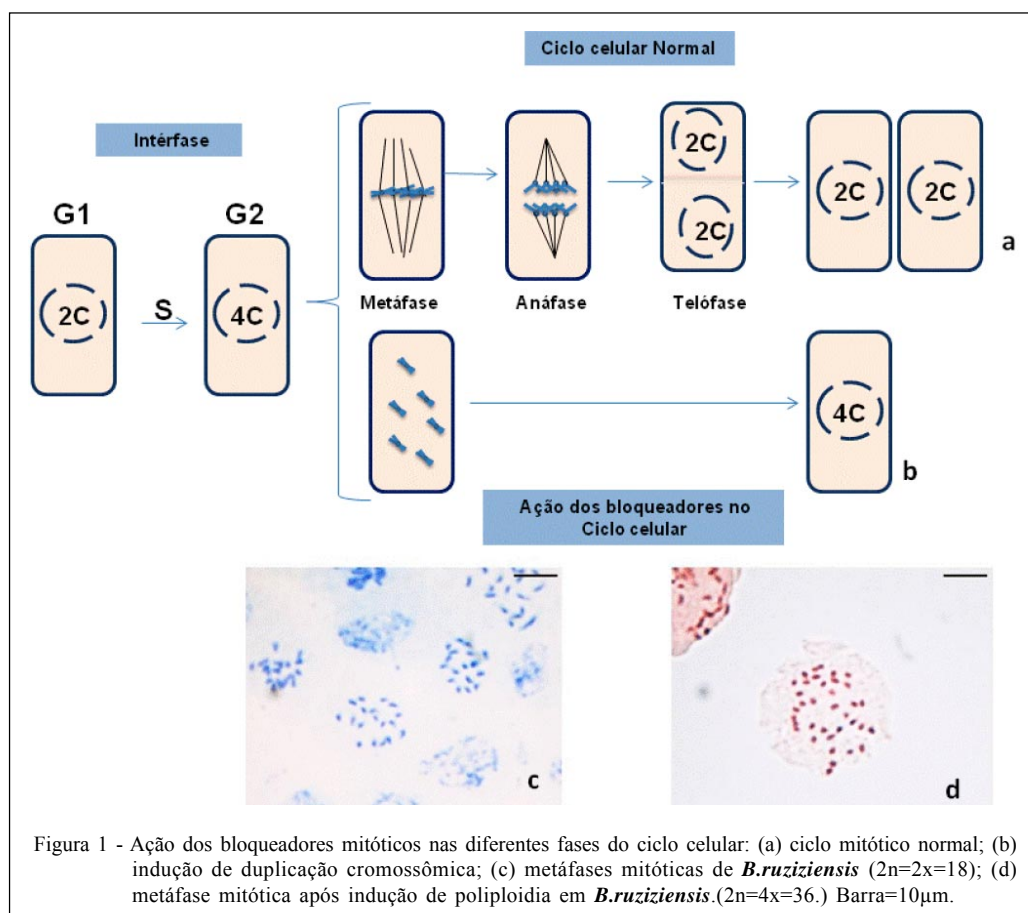 Ciclo celular Normal
Intérfase
G1
G2
2C
S
4C
2C
2C
2C
2C
a
Metáfase
Anáfase
Telófase
4C
b
Ação dos bloqueadores no
Ciclo celular
c
d
Figura 1 - Ação dos bloqueadores mitóticos nas diferentes fases do ciclo celular: (a) ciclo mitótico normal; (b)
indução de duplicação cromossômica; (c) metáfases mitóticas de B.ruziziensis (2n=2x=18); (d)
metáfase mitótica após indução de poliploidia em B.ruziziensis.(2n=4x=36.) Barra=10µm.